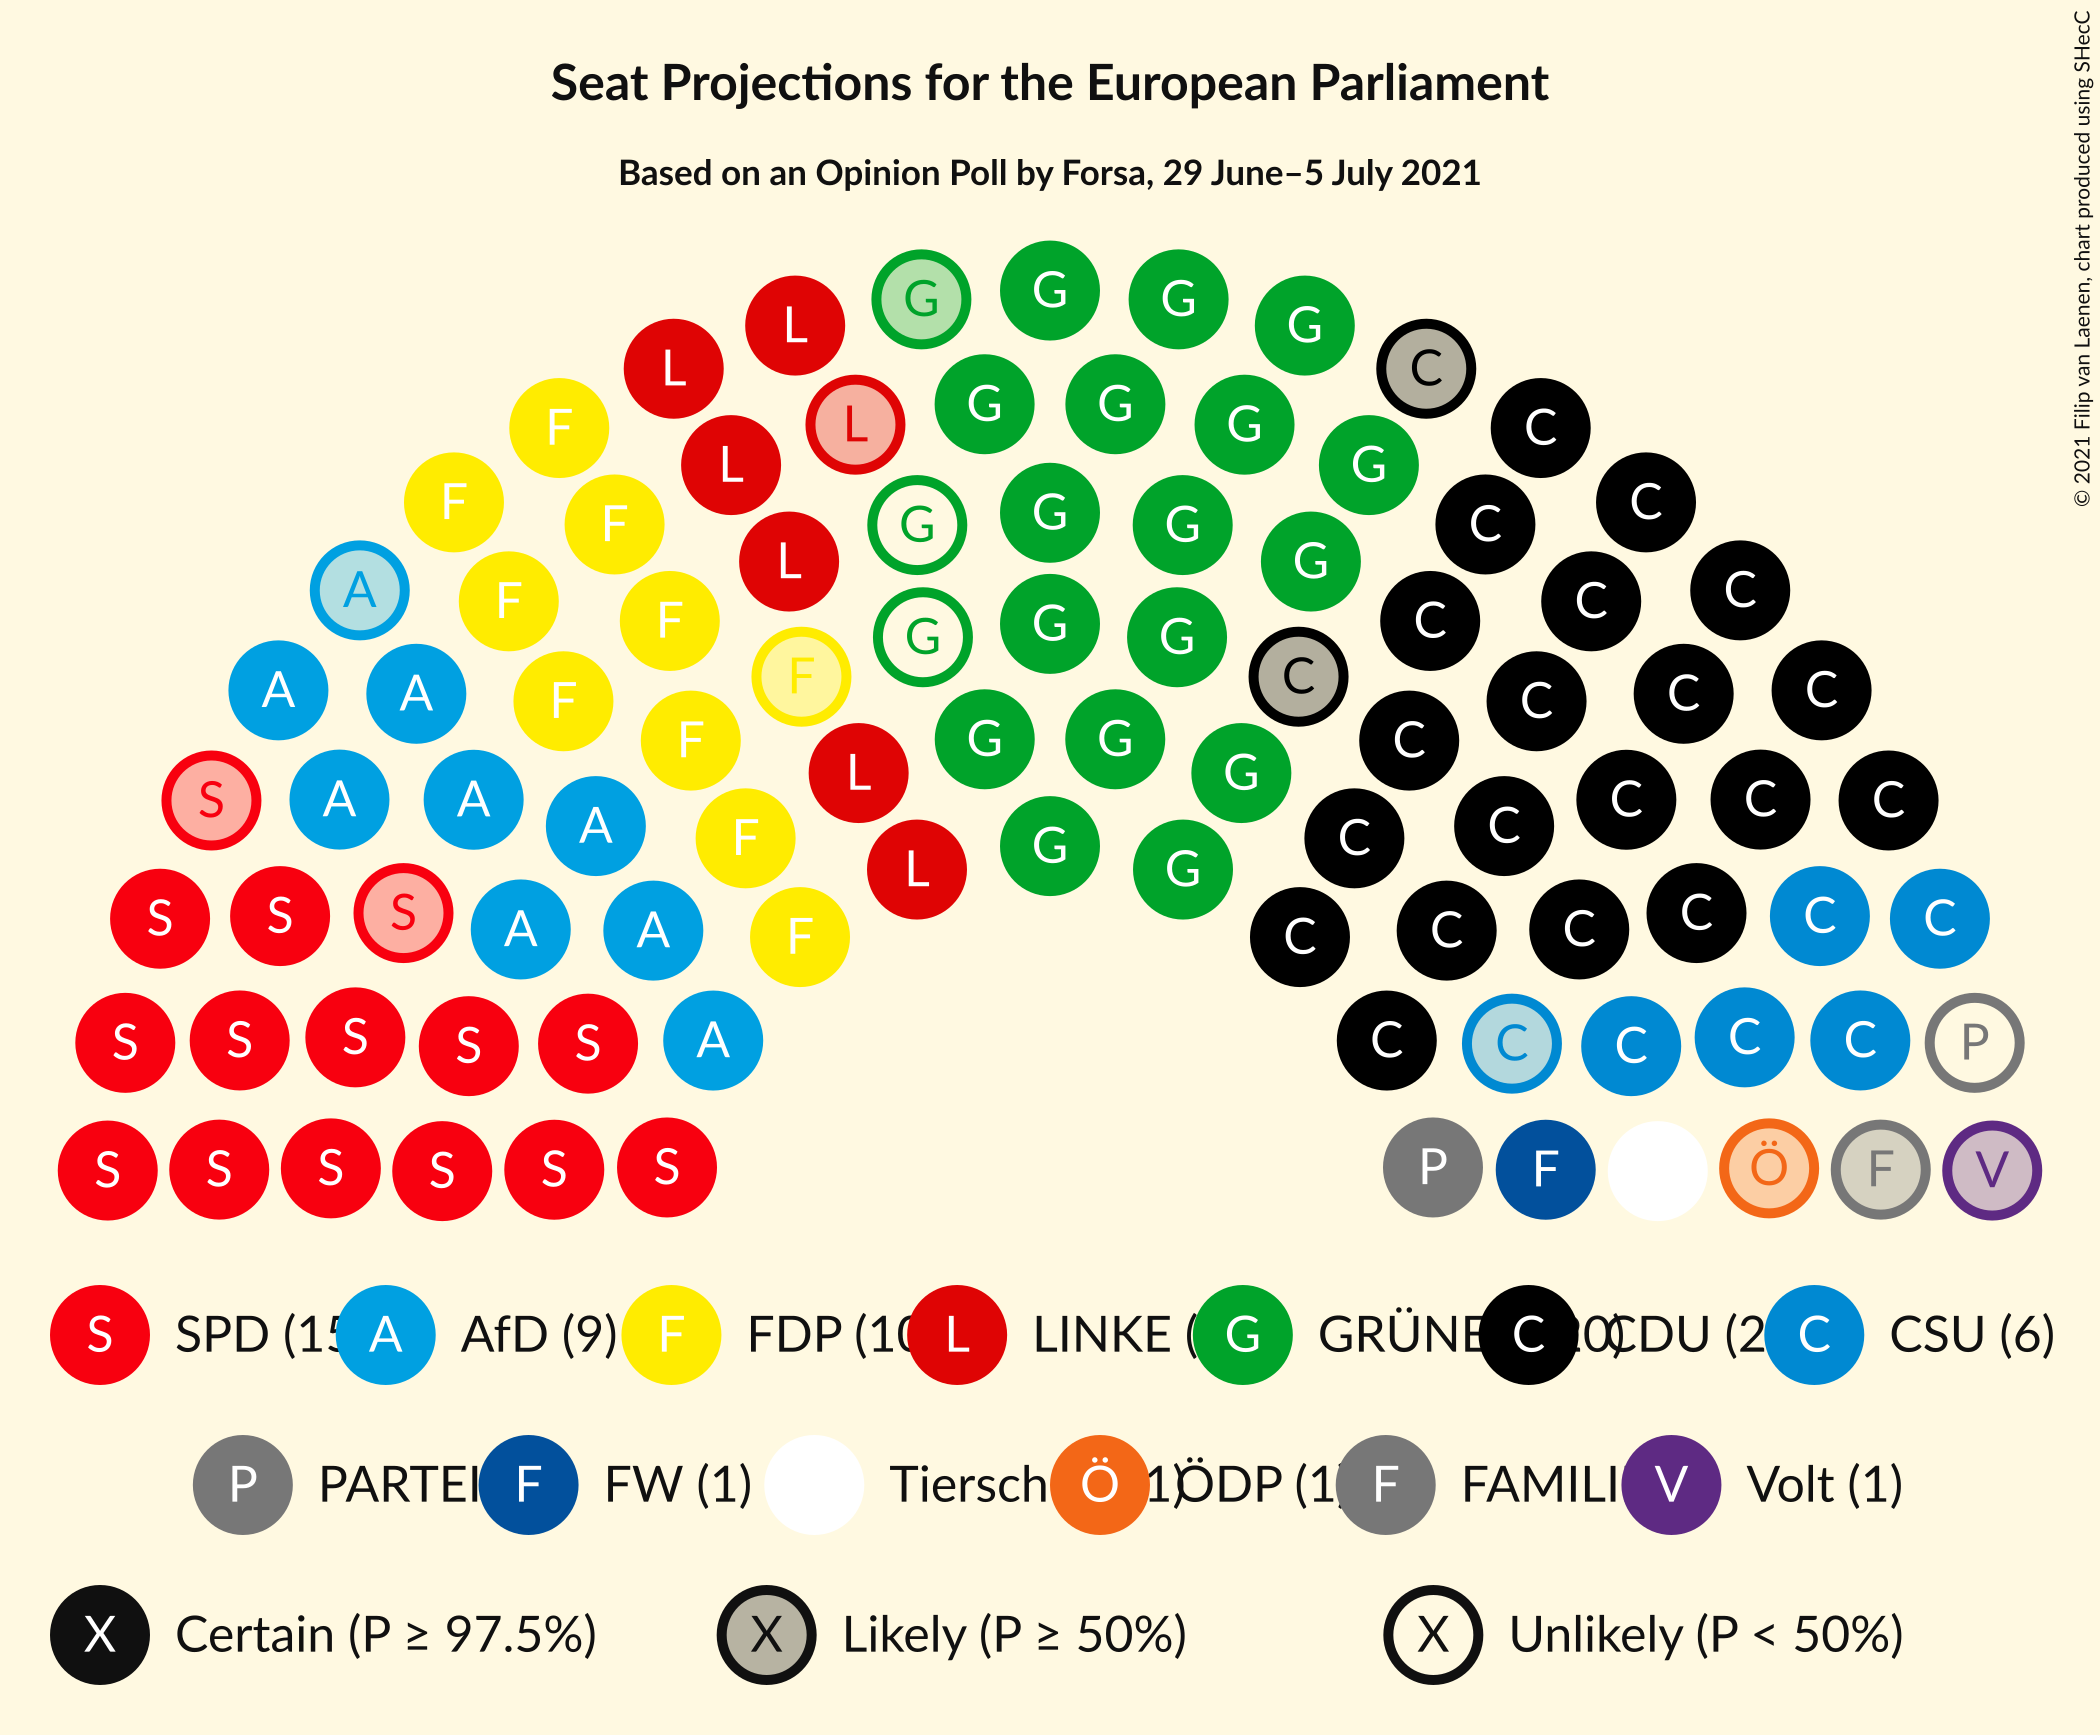 Seat Projections for the European Parliament
Based on an Opinion Poll by Forsa, 29 June–5 July 2021
© 2021 Filip van Laenen, chart produced using SHecC
L G G G G
L C
F L G G G C
L G
F F G G G C C
A F L G C C
F G G G C
A A F F C C C C
F G G C
S A A L G C C C
A F G C C
L G
S S S A A F C C C C C C
S S S S S A C C C C C P
S S S S S S P F Ö F V
S SPD (15 A AfD (9) F FDP (10 L LINKE ( G GRÜNE C 20) CDU (2 C CSU (6)
P PARTEI F FW (1) Tiersch Ö 1) ÖDP (1) F FAMILI V Volt (1)
X Certain (P ≥ 97.5%) X Likely (P ≥ 50%) X Unlikely (P < 50%)